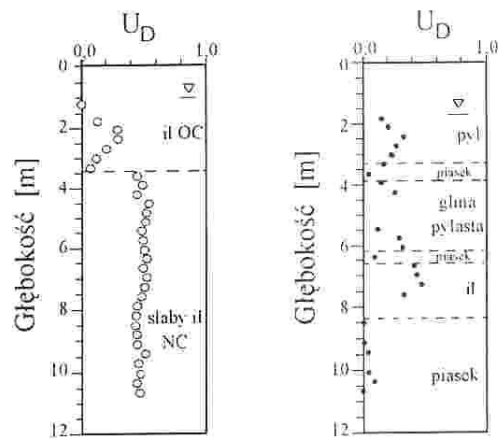 U_D
0.0 1.0
0
2
4
6
8
10
12
Głębokość [m]
ił OC
słaby ił
NC
U_D
0.0 1.0
0
2
4
6
8
10
12
Głębokość [m]
pył
piasek
glina
pylasta
piasek
ił
piasek